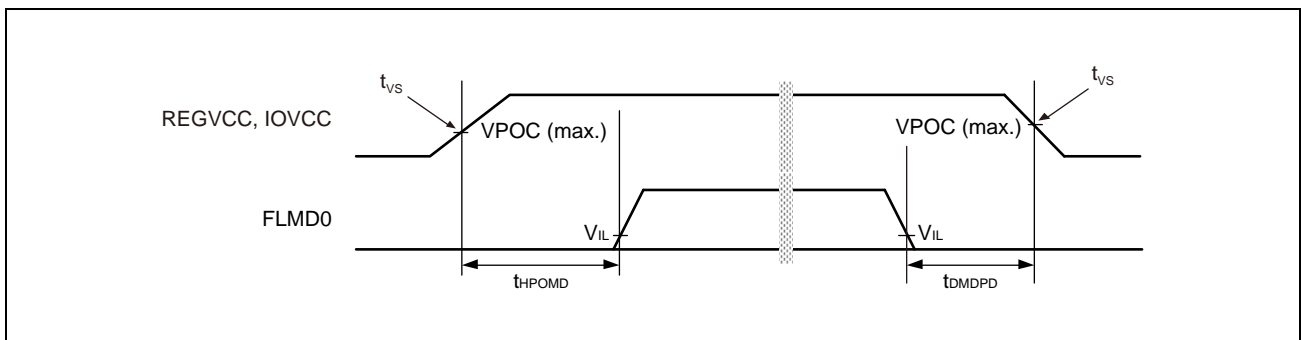 tVS
tVS
REGVCC, IOVCC
VPOC (max.)
VPOC (max.)
FLMD0
VIL
VIL
tHPOMD
tDMDPD